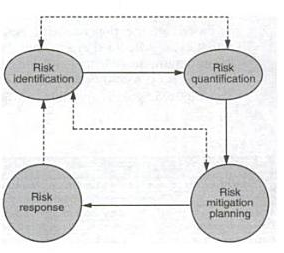 Risk
identification
Risk
quantification
Risk
response
Risk
mitigation
planning